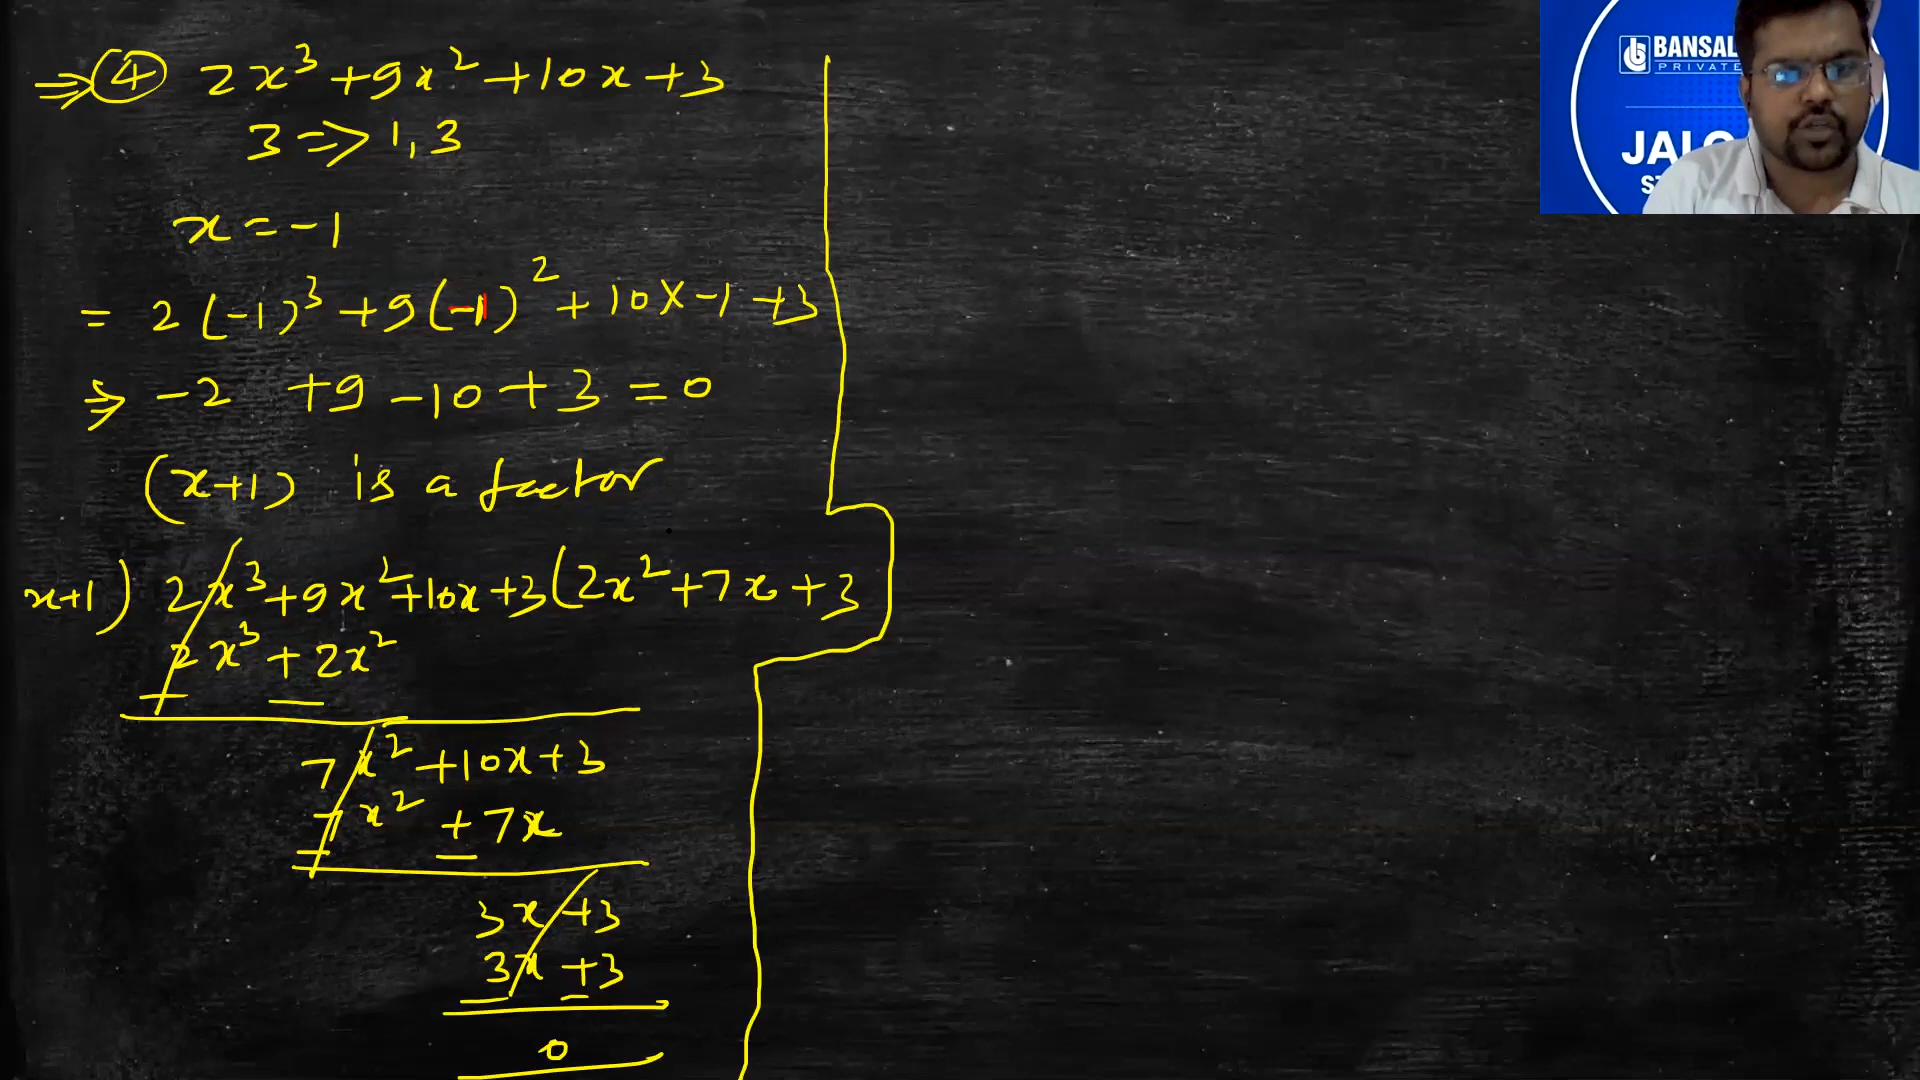 ⇒ ④ 2x³ + 9x² + 10x + 3
3 ⇒ 1, 3
x = -1
= 2(-1)³ + 9(-1)² + 10 × -1 + 3
⇒ -2 + 9 - 10 + 3 = 0
(x+1) is a factor
x+1) 2x³ + 9x² + 10x + 3 (2x² + 7x + 3
2x³ + 2x²
- -
7x² + 10x + 3
7x² + 7x
- -
3x + 3
3x + 3
- -
0
BANSAL
PRIVATE